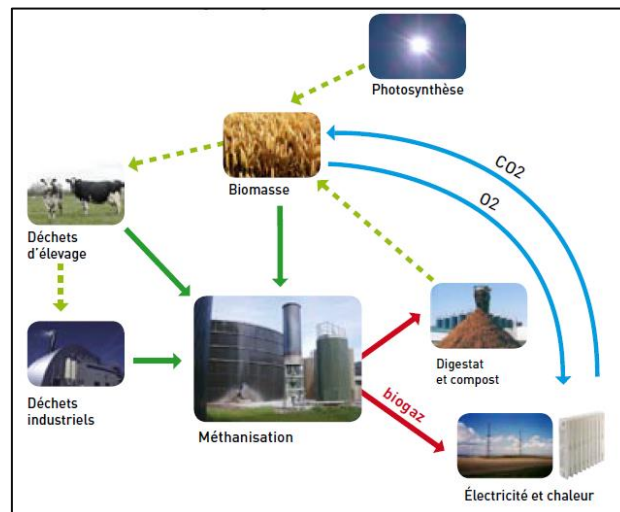 Photosynthèse
Biomasse
CO2
O2
Déchets
d'élevage
Digestat
et compost
Déchets
industriels
Méthanisation
biogaz
Électricité et chaleur